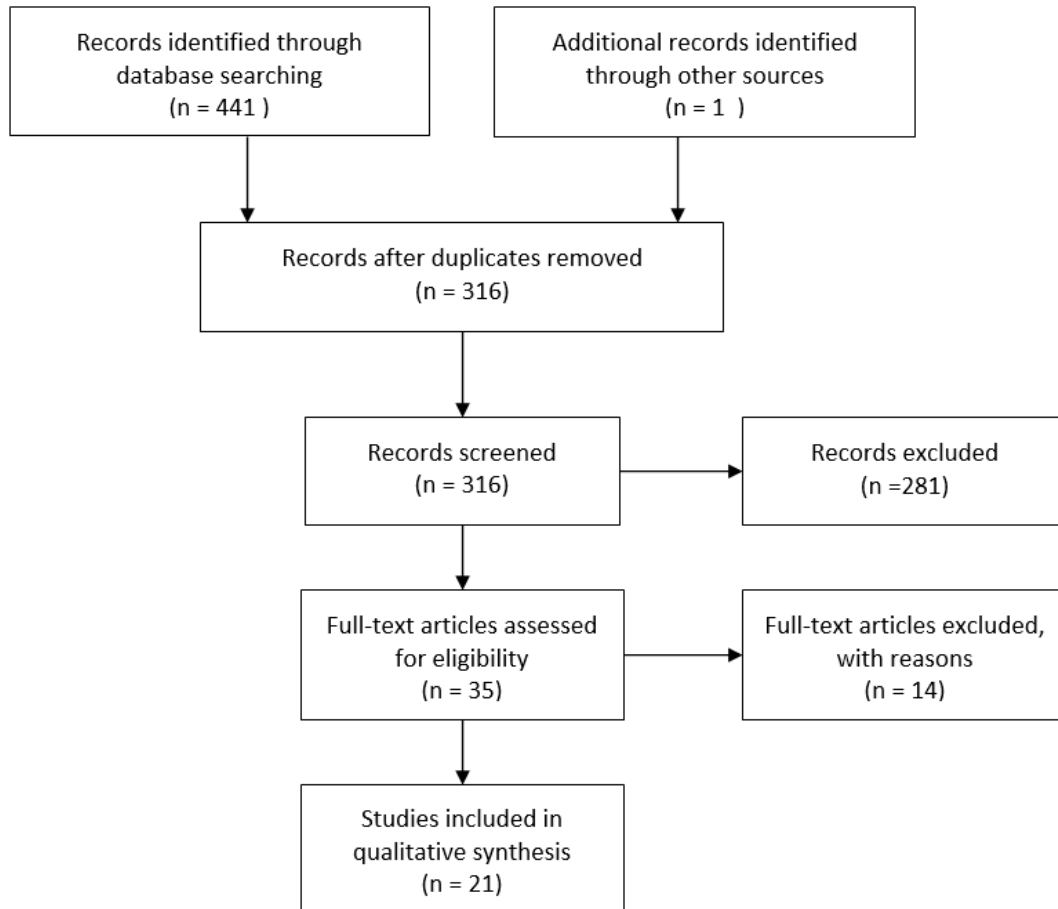 Records identified through
database searching
(n = 441 )
Additional records identified
through other sources
(n = 1  )
Records after duplicates removed
(n = 316)
Records screened
(n = 316)
Records excluded
(n =281)
Full-text articles assessed
for eligibility
(n = 35)
Full-text articles excluded,
with reasons
(n = 14)
Studies included in
qualitative synthesis
(n = 21)